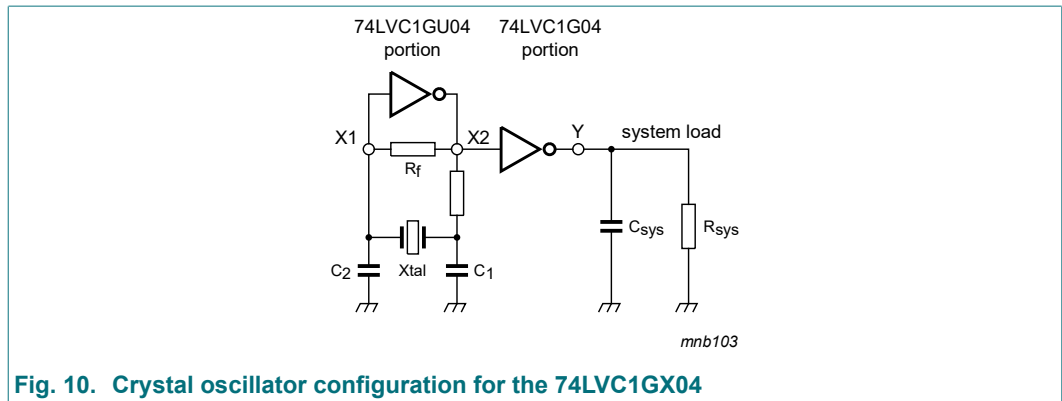 74LVC1GU04 74LVC1G04
portion portion
X1 X2 Y system load
Rf
Csys Rsys
C2 Xtal C1
mnb103
Fig. 10. Crystal oscillator configuration for the 74LVC1GX04